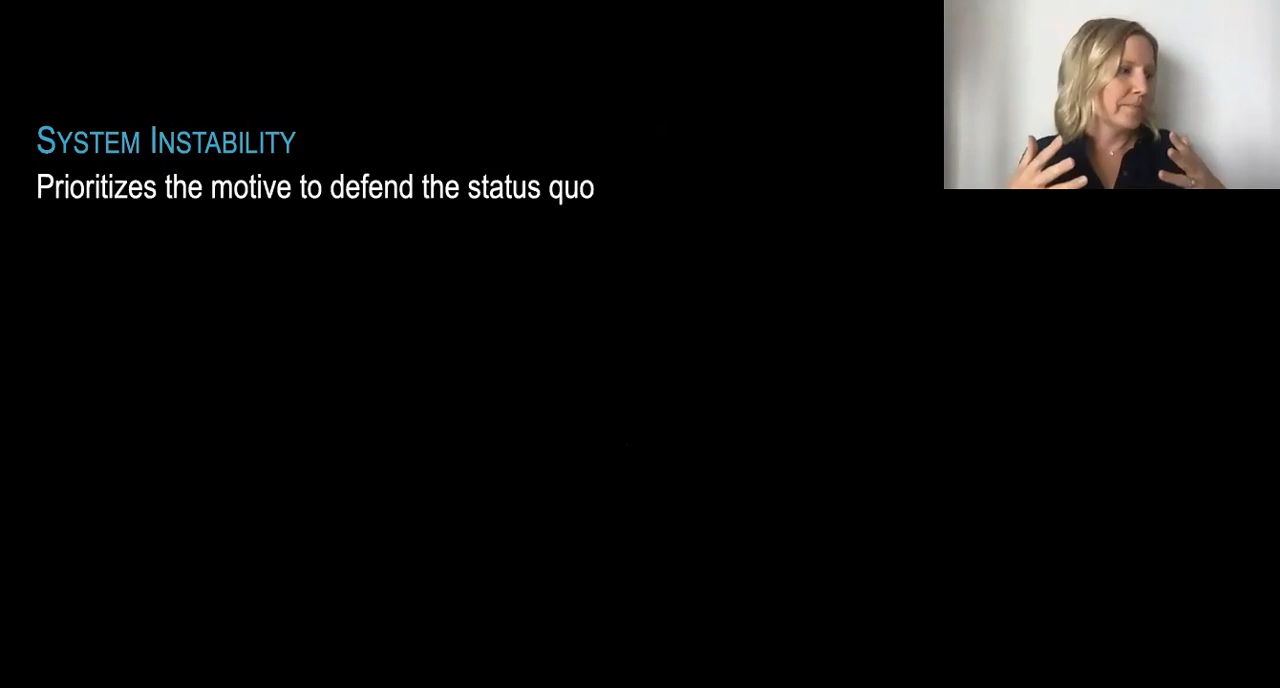 SYSTEM INSTABILITY
Prioritizes the motive to defend the status quo